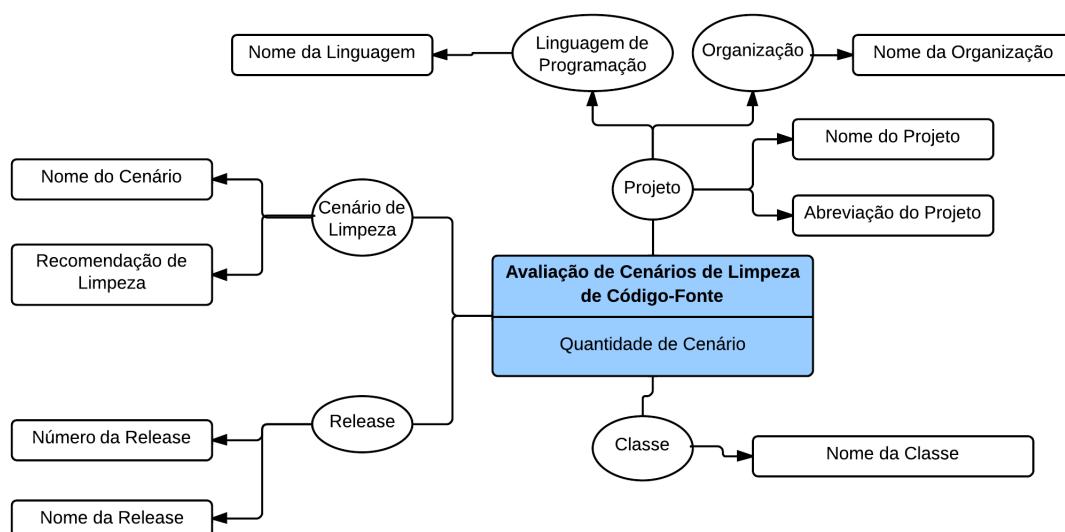 Nome da Linguagem
Linguagem de
Programação
Organização
Nome da Organização
Nome do Projeto
Projeto
Abreviação do Projeto
Nome do Cenário
Cenário de
Limpeza
Recomendação de
Limpeza
Avaliação de Cenários de Limpeza
de Código-Fonte
Quantidade de Cenário
Release
Número da Release
Nome da Release
Classe
Nome da Classe